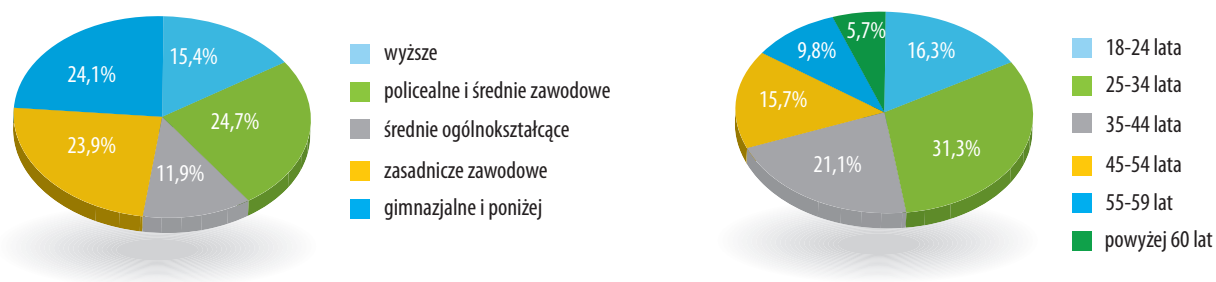 15,4%
24,7%
11,9%
23,9%
24,1%
wyższe
policealne i średnie zawodowe
średnie ogólnokształcące
zasadnicze zawodowe
gimnazjalne i poniżej
16,3%
31,3%
21,1%
15,7%
9,8%
5,7%
18-24 lata
25-34 lata
35-44 lata
45-54 lata
55-59 lat
powyżej 60 lat